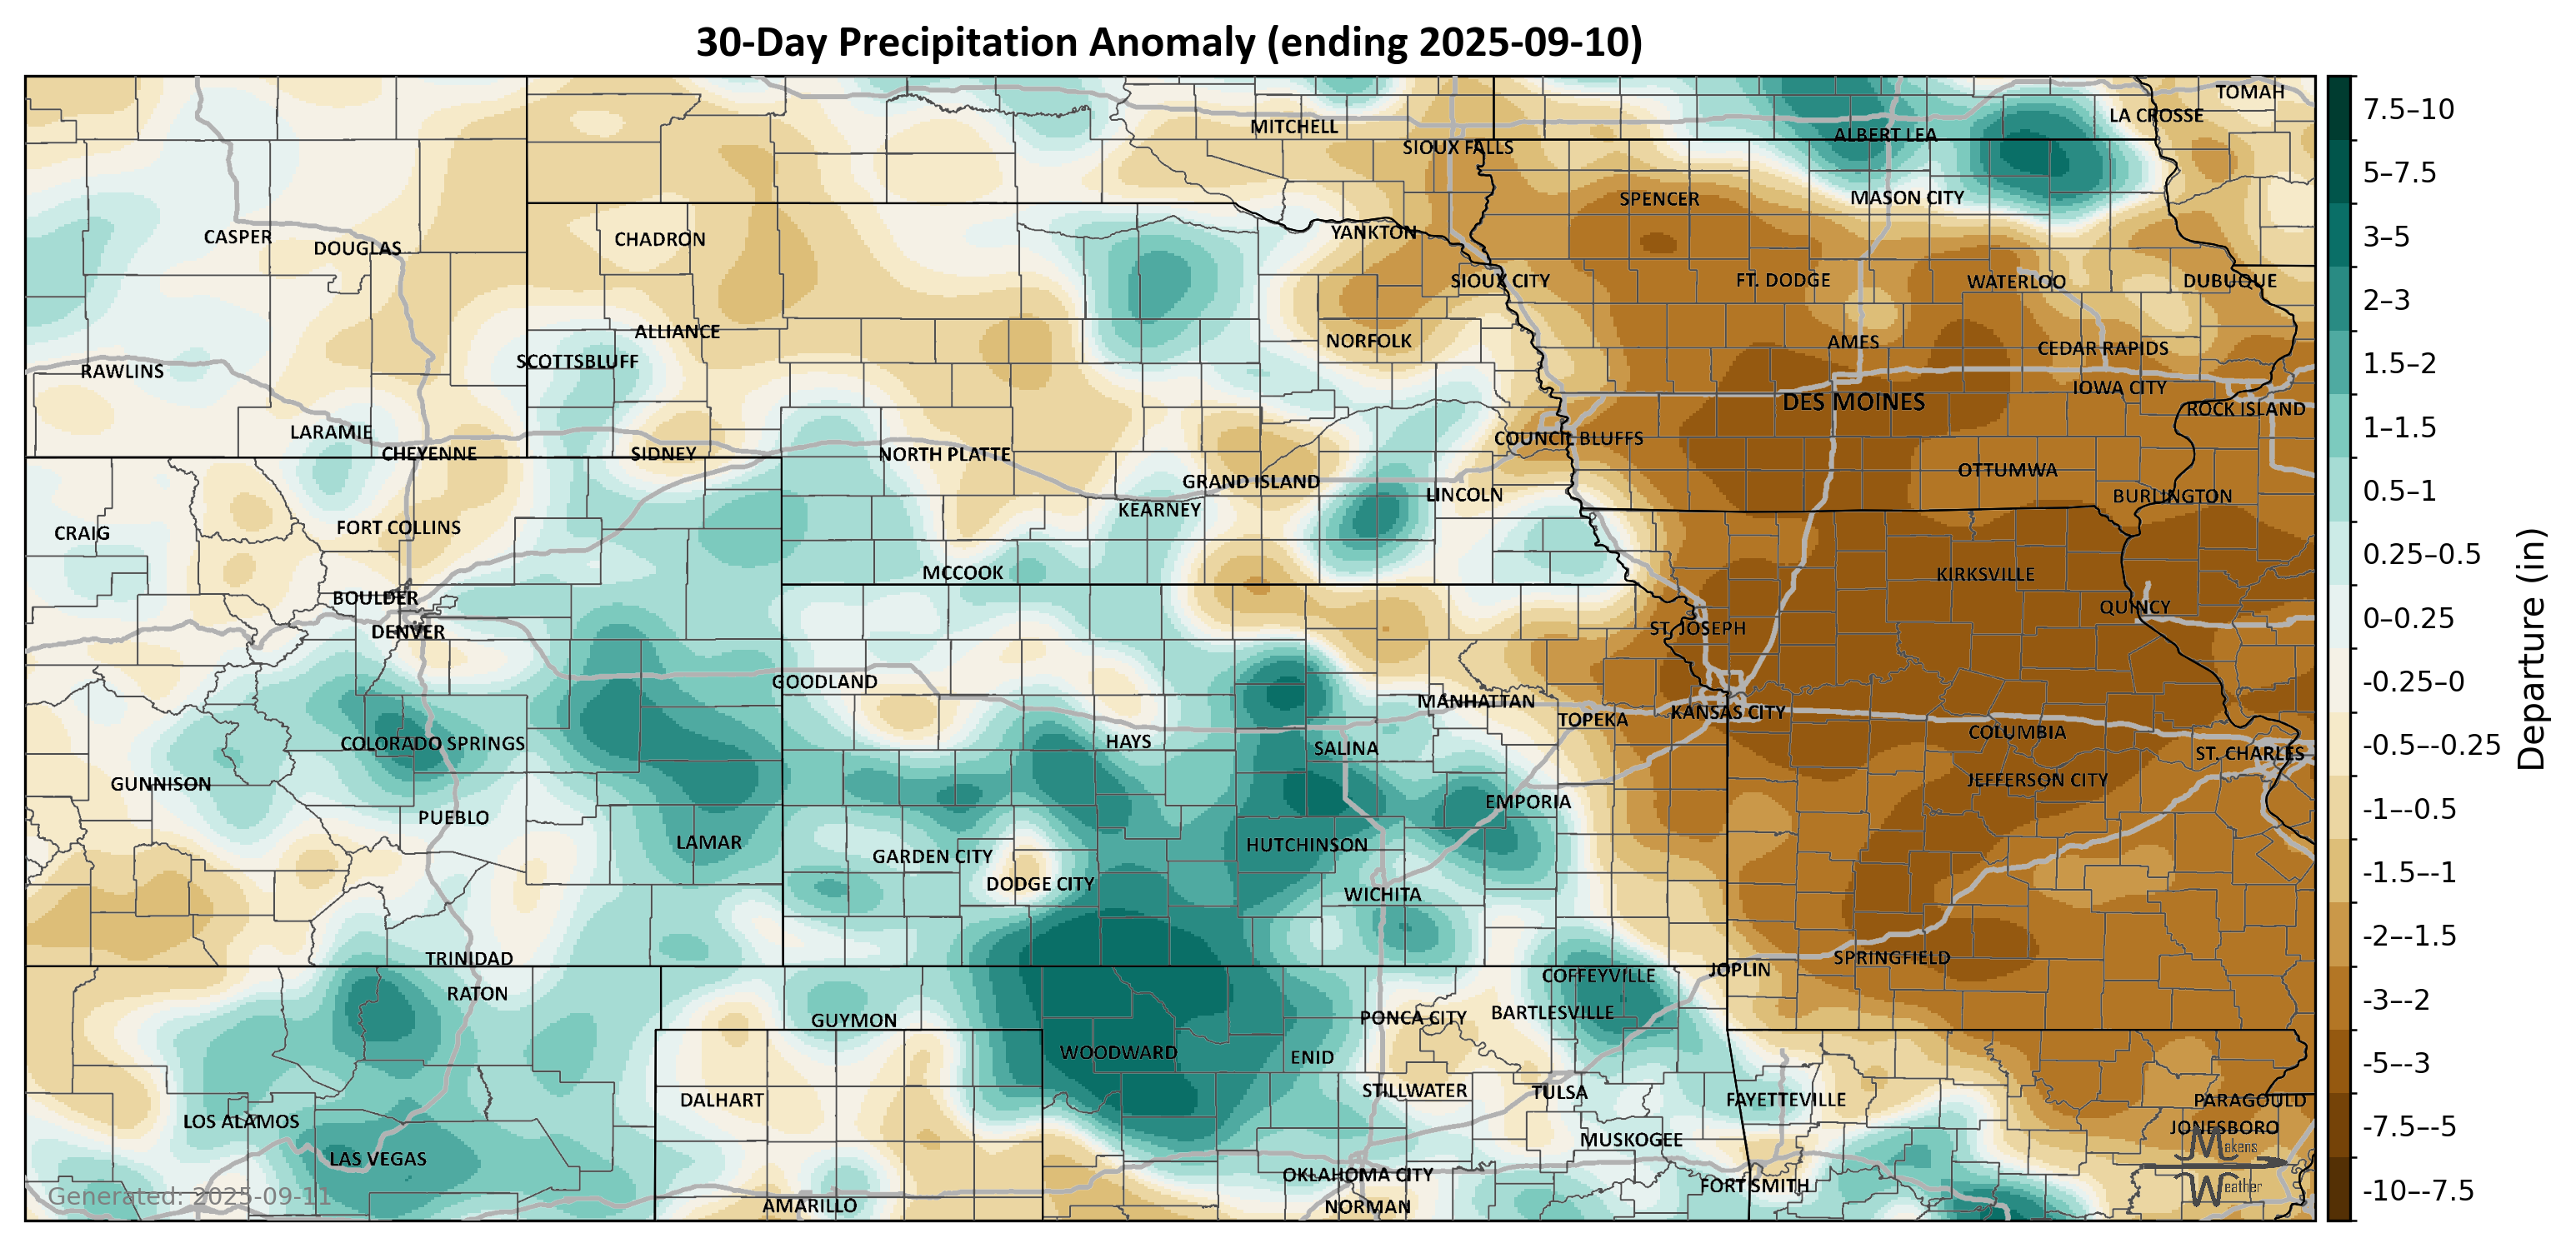 30-Day Precipitation Anomaly (ending 2025-09-10)
TOMAH
LA CROSSE
MITCHELL
ALBERT LEA
SIOUX FALLS
SPENCER
MASON CITY
YANKTON
CASPER
CHADRON
DOUGLAS
SIOUX CITY
FT. DODGE
WATERLOO
DUBUQUE
ALLIANCE
NORFOLK
AMES
CEDAR RAPIDS
SCOTTSBLUFF
RAWLINS
IOWA CITY
DES MOINES
ROCK ISLAND
LARAMIE
COUNCIL BLUFFS
CHEYENNE
SIDNEY
NORTH PLATTE
OTTUMWA
GRAND ISLAND
LINCOLN
BURLINGTON
KEARNEY
CRAIG
FORT COLLINS
MCCOOK
KIRKSVILLE
BOULDER
QUINCY
DENVER
ST. JOSEPH
GOODLAND
MANHATTAN
KANSAS CITY
TOPEKA
COLUMBIA
COLORADO SPRINGS
HAYS
SALINA
ST. CHARLES
GUNNISON
JEFFERSON CITY
EMPORIA
PUEBLO
LAMAR
HUTCHINSON
GARDEN CITY
DODGE CITY
WICHITA
TRINIDAD
SPRINGFIELD
JOPLIN
COFFEYVILLE
RATON
BARTLESVILLE
GUYMON
PONCA CITY
WOODWARD
ENID
STILLWATER
TULSA
DALHART
FAYETTEVILLE
PARAGOULD
LOS ALAMOS
JONESBORO
MUSKOGEE
LAS VEGAS
OKLAHOMA CITY
FORT SMITH
AMARILLO
NORMAN
Generated: 2025-09-11
Makens
Weather
7.5–10
5–7.5
3–5
2–3
1.5–2
1–1.5
0.5–1
0.25–0.5
0–0.25
-0.25–0
-0.5–-0.25
-1–-0.5
-1.5–-1
-2–-1.5
-3–-2
-5–-3
-7.5–-5
-10–-7.5
Departure (in)